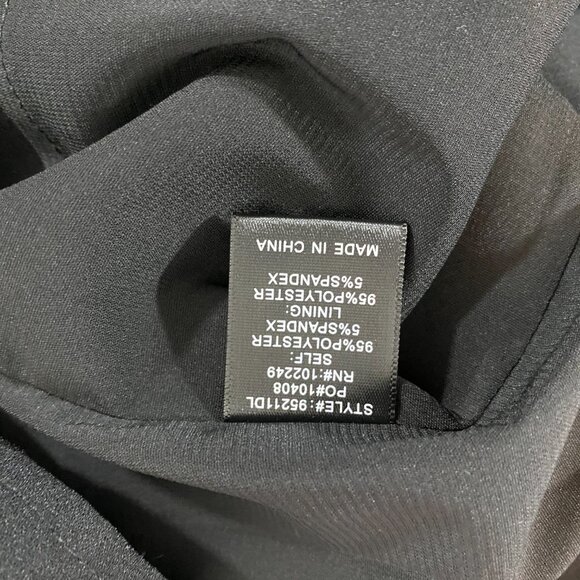 STYLE#:95211DL
PO#10408
RN#:102249
SELF:
95%POLYESTER
5%SPANDEX
LINING:
95%POLYESTER
5%SPANDEX
MADE IN CHINA